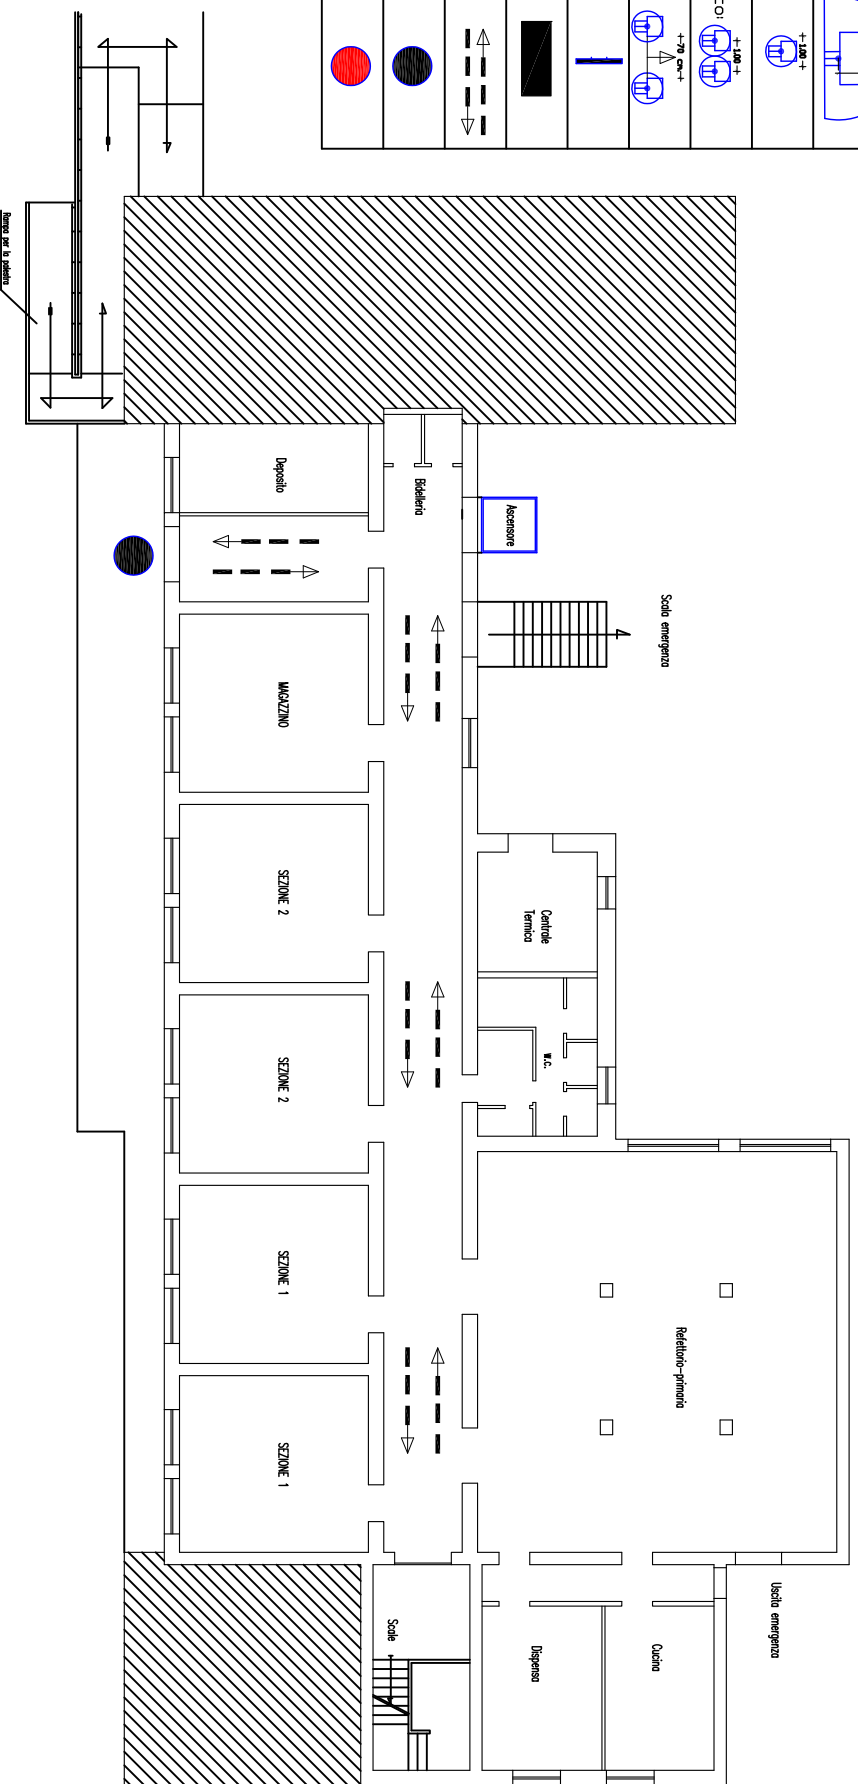 CO:
+-70 cm.-+
+-1.00-+
+-1.00-+
Rampa per la palestra
Deposito
Bidelleria
Ascensore
Scala emergenza
MAGAZZINO
SEZIONE 2
Centrale
Termica
SEZIONE 2
W.C.
SEZIONE 1
Refettorio-primaria
SEZIONE 1
Scale
Dispensa
Cucina
Uscita emergenza